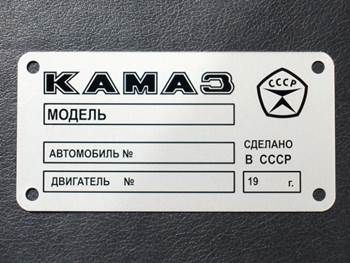 КАМАЗ
СССР
МОДЕЛЬ
АВТОМОБИЛЬ №
СДЕЛАНО
В СССР
ДВИГАТЕЛЬ №
19 г.